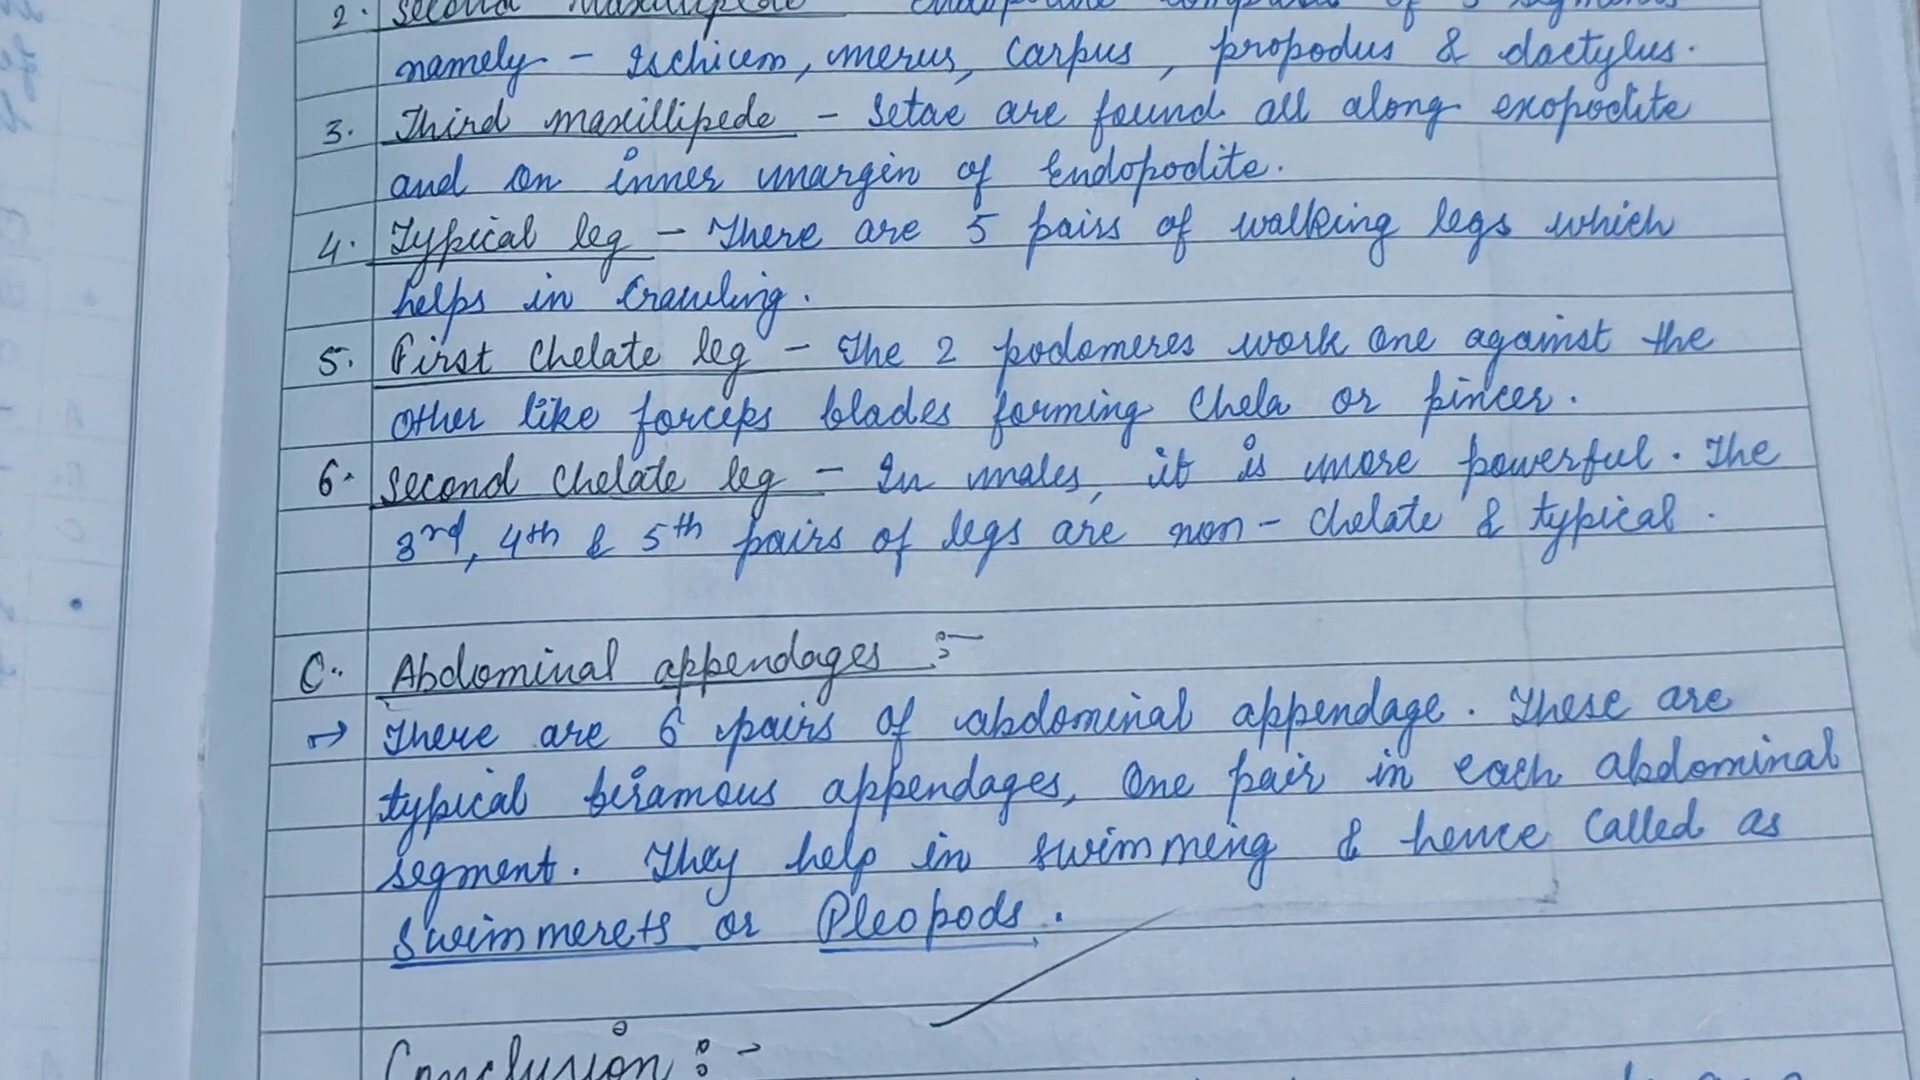 2. Second maxillipede
namely - Ischium, merus, Carpus, propodus & dactylus.
3. Third maxillipede - Setae are found all along exopodite
and on inner margin of Endopodite.
4. Typical leg - There are 5 pairs of walking legs which
helps in Crawling.
5. First Chelate leg - The 2 podomeres work one against the
other like forceps blades forming Chela or pincer.
6. Second Chelate leg - In males, it is more powerful. The
3rd, 4th & 5th pairs of legs are non-chelate & typical.
C. Abdominal appendages :-
→ There are 6 pairs of abdominal appendage. These are
typical biramous appendages, One pair in each abdominal
segment. They help in swimming & hence Called as
Swimmerets or Pleopods.
Conclusion :-